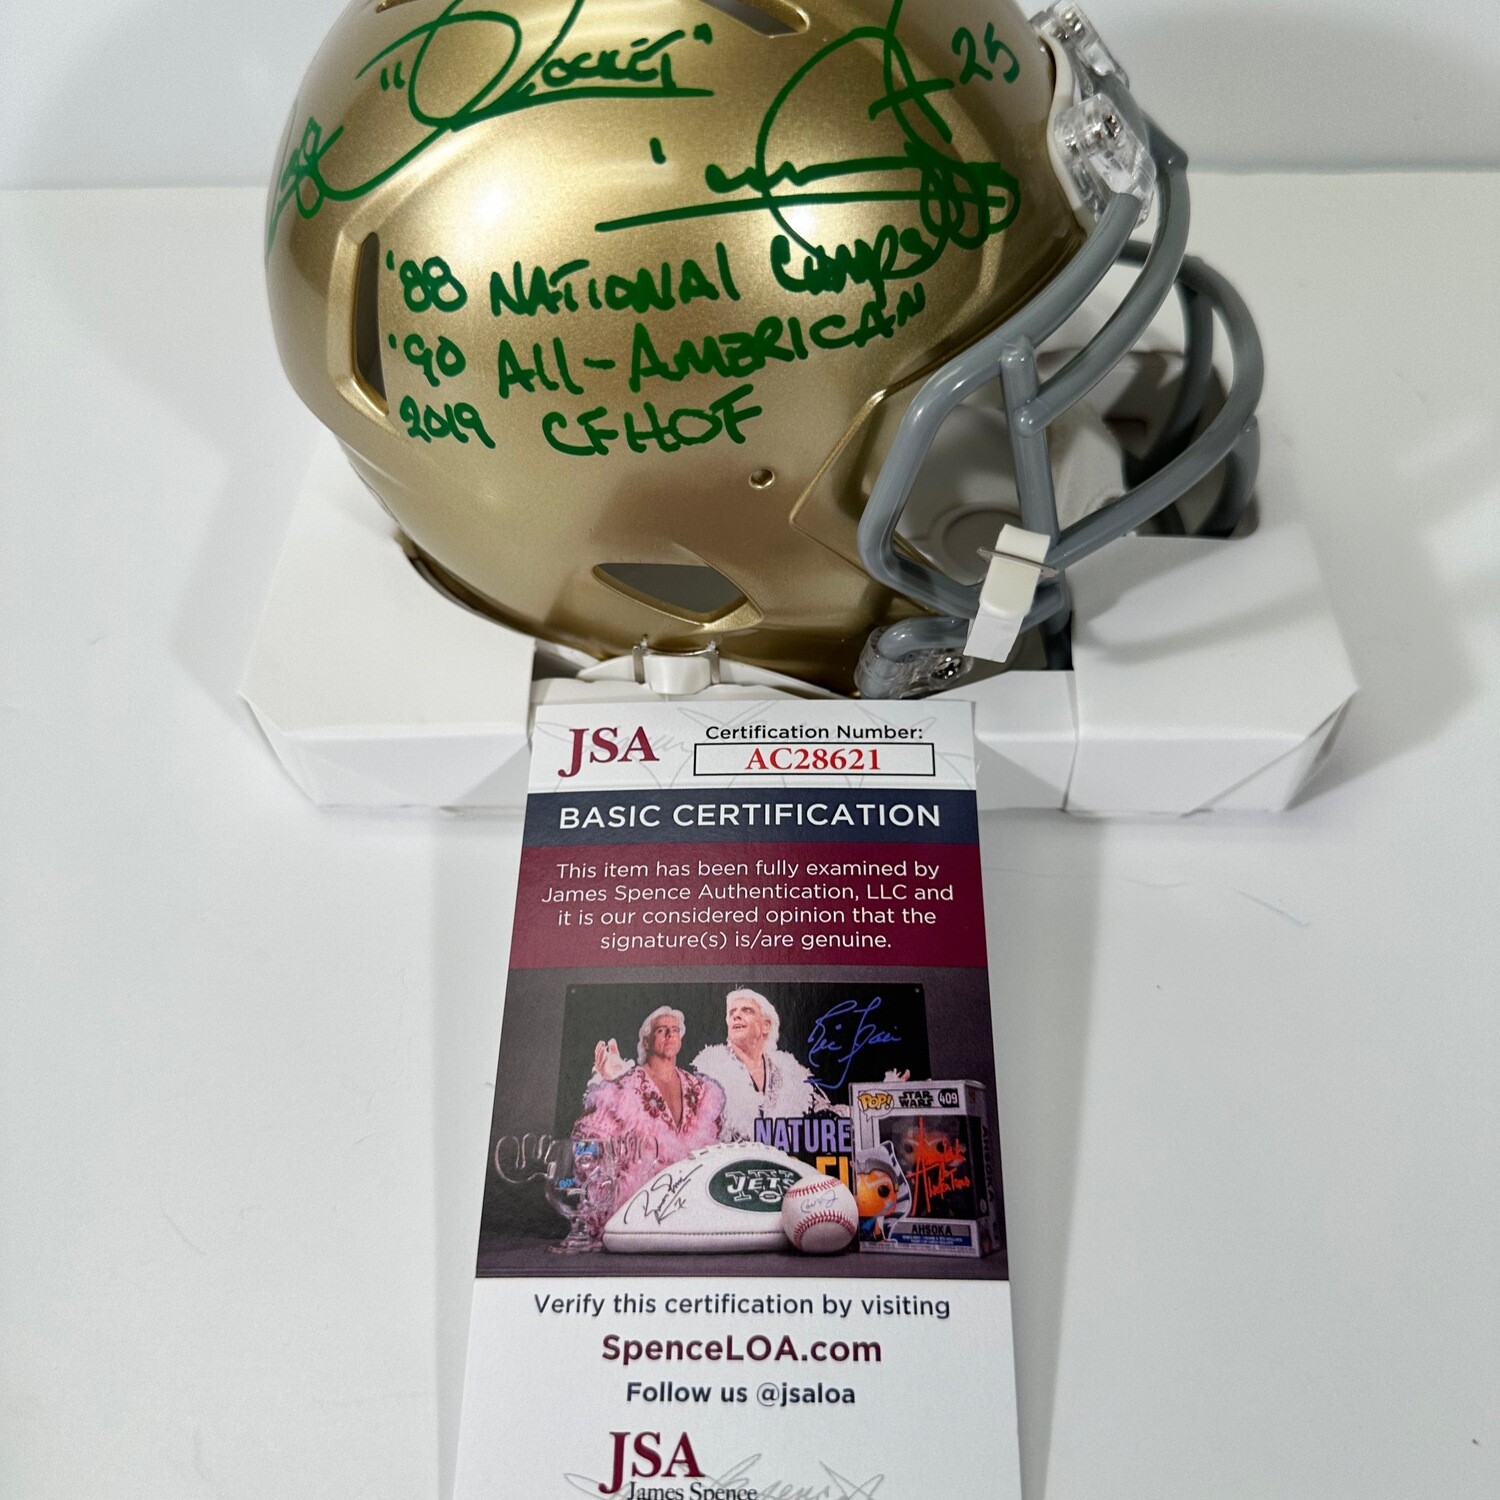 "Rocket" 25
'88 NATIONAL CHAMPS
'90 All-AMERICAN
2019 CFHOF
JSA
Certification Number:
AC28621
BASIC CERTIFICATION
This item has been fully examined by
James Spence Authentication, LLC and
it is our considered opinion that the
signature(s) is/are genuine.
NATURE
POP!
STAR WARS
409
JETS
AHSOKA
AHSOKA
Verify this certification by visiting
SpenceLOA.com
Follow us @jsaloa
JSA
James Spence